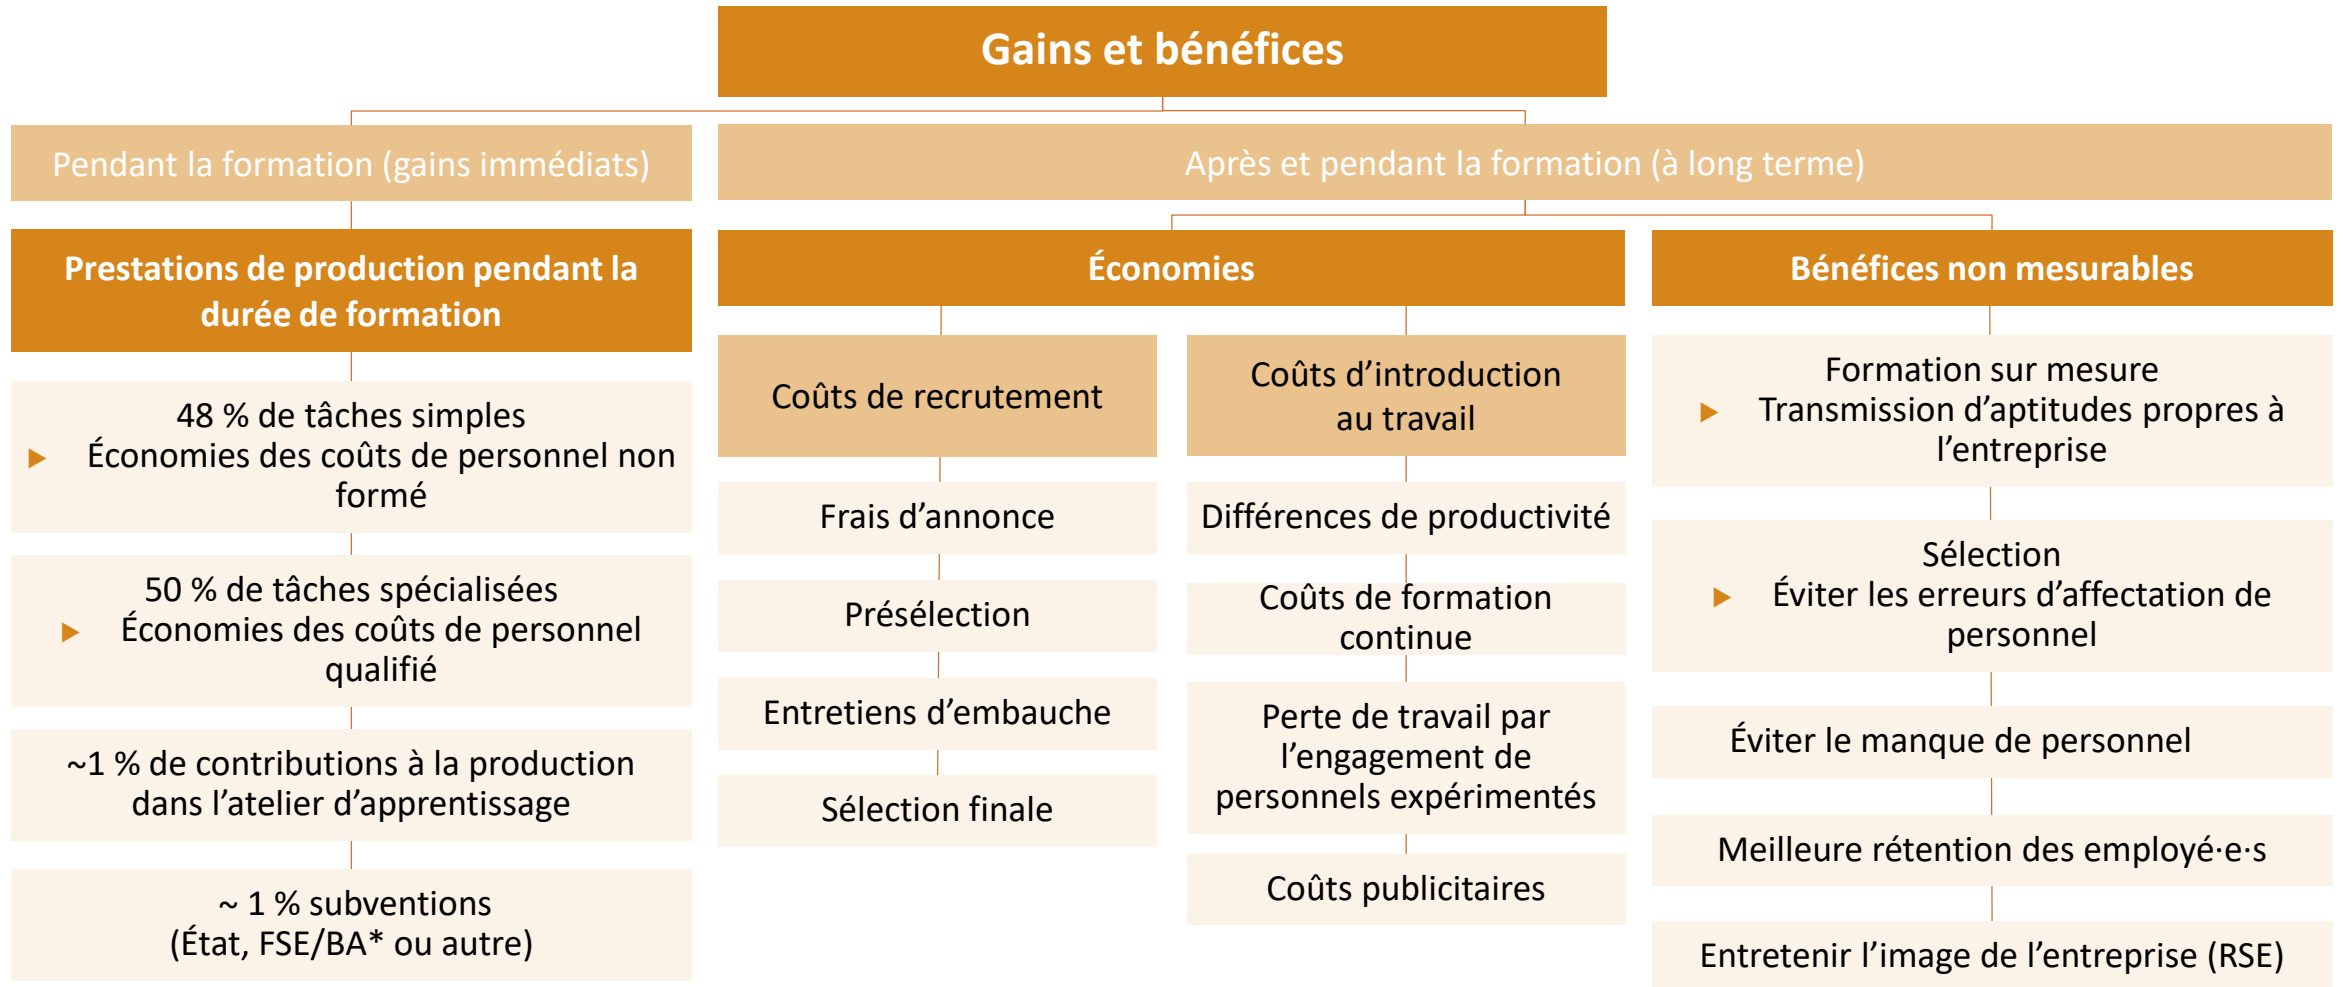 Gains et bénéfices
Pendant la formation (gains immédiats)
Après et pendant la formation (à long terme)
Prestations de production pendant la
durée de formation
48 % de tâches simples
Économies des coûts de personnel non
formé
50 % de tâches spécialisées
Économies des coûts de personnel
qualifié
~1 % de contributions à la production
dans l’atelier d’apprentissage
~ 1 % subventions
(État, FSE/BA* ou autre)
Économies
Coûts de recrutement
Frais d’annonce
Présélection
Entretiens d’embauche
Sélection finale
Coûts d’introduction
au travail
Différences de productivité
Coûts de formation
continue
Perte de travail par
l’engagement de
personnels expérimentés
Coûts publicitaires
Bénéfices non mesurables
Formation sur mesure
Transmission d’aptitudes propres à
l’entreprise
Sélection
Éviter les erreurs d’affectation de
personnel
Éviter le manque de personnel
Meilleure rétention des employé·e·s
Entretenir l’image de l’entreprise (RSE)